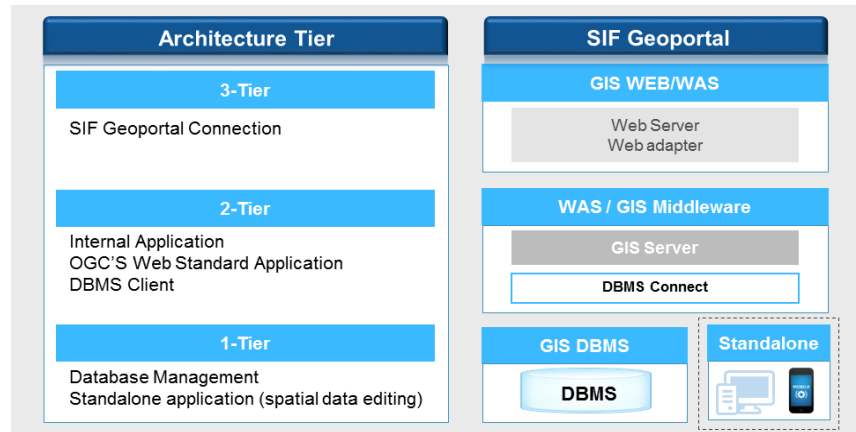 Architecture Tier
3-Tier
SIF Geoportal Connection
2-Tier
Internal Application
OGC'S Web Standard Application
DBMS Client
1-Tier
Database Management
Standalone application (spatial data editing)
SIF Geoportal
GIS WEB/WAS
Web Server
Web adapter
WAS / GIS Middleware
GIS Server
DBMS Connect
GIS DBMS
DBMS
Standalone
MOBILE